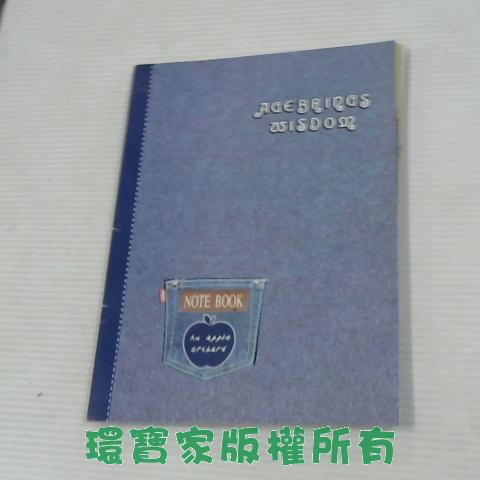 AGEBRINGS
WISDOM
NOTE BOOK
An apple
orchard
環寶家版權所有